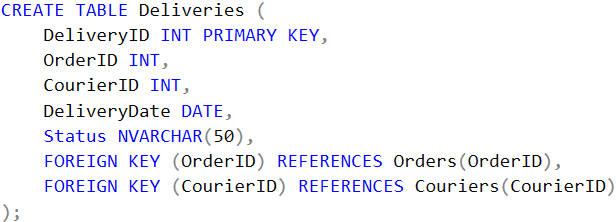 CREATE TABLE Deliveries (
    DeliveryID INT PRIMARY KEY,
    OrderID INT,
    CourierID INT,
    DeliveryDate DATE,
    Status NVARCHAR(50),
    FOREIGN KEY (OrderID) REFERENCES Orders(OrderID),
    FOREIGN KEY (CourierID) REFERENCES Couriers(CourierID)
);